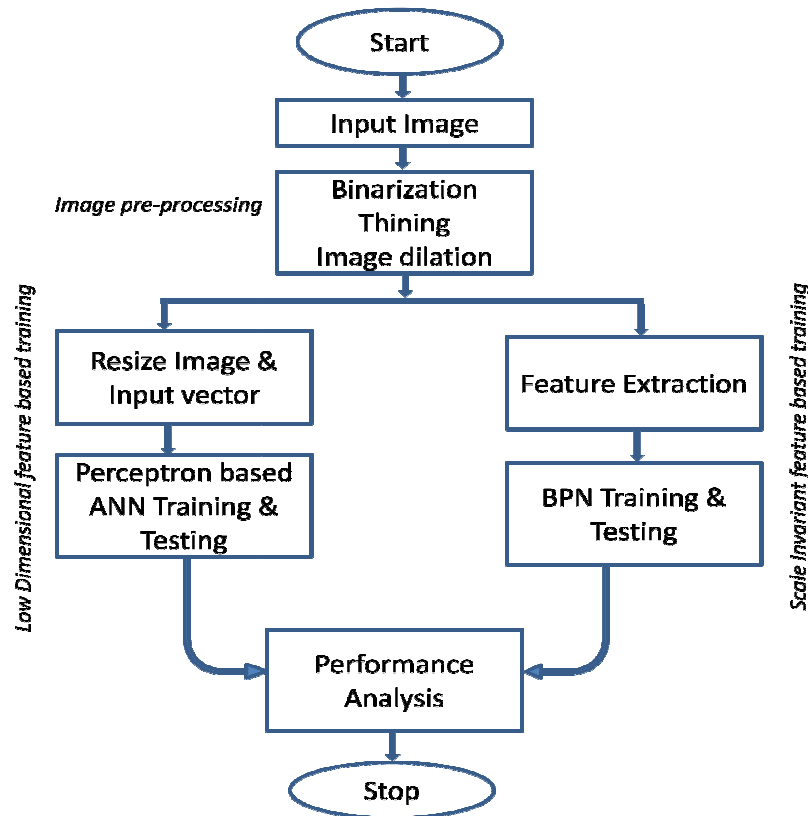 Start
Input Image
Image pre-processing
Binarization
Thining
Image dilation
Low Dimensional feature based training
Resize Image &
Input vector
Perceptron based
ANN Training &
Testing
Feature Extraction
BPN Training &
Testing
Scale Invariant feature based training
Performance
Analysis
Stop